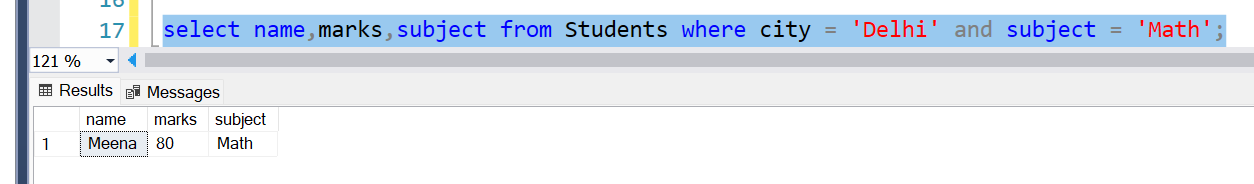 16
17 select name,marks,subject from Students where city = 'Delhi' and subject = 'Math';
121 %
Results Messages
name marks subject
1 Meena 80 Math